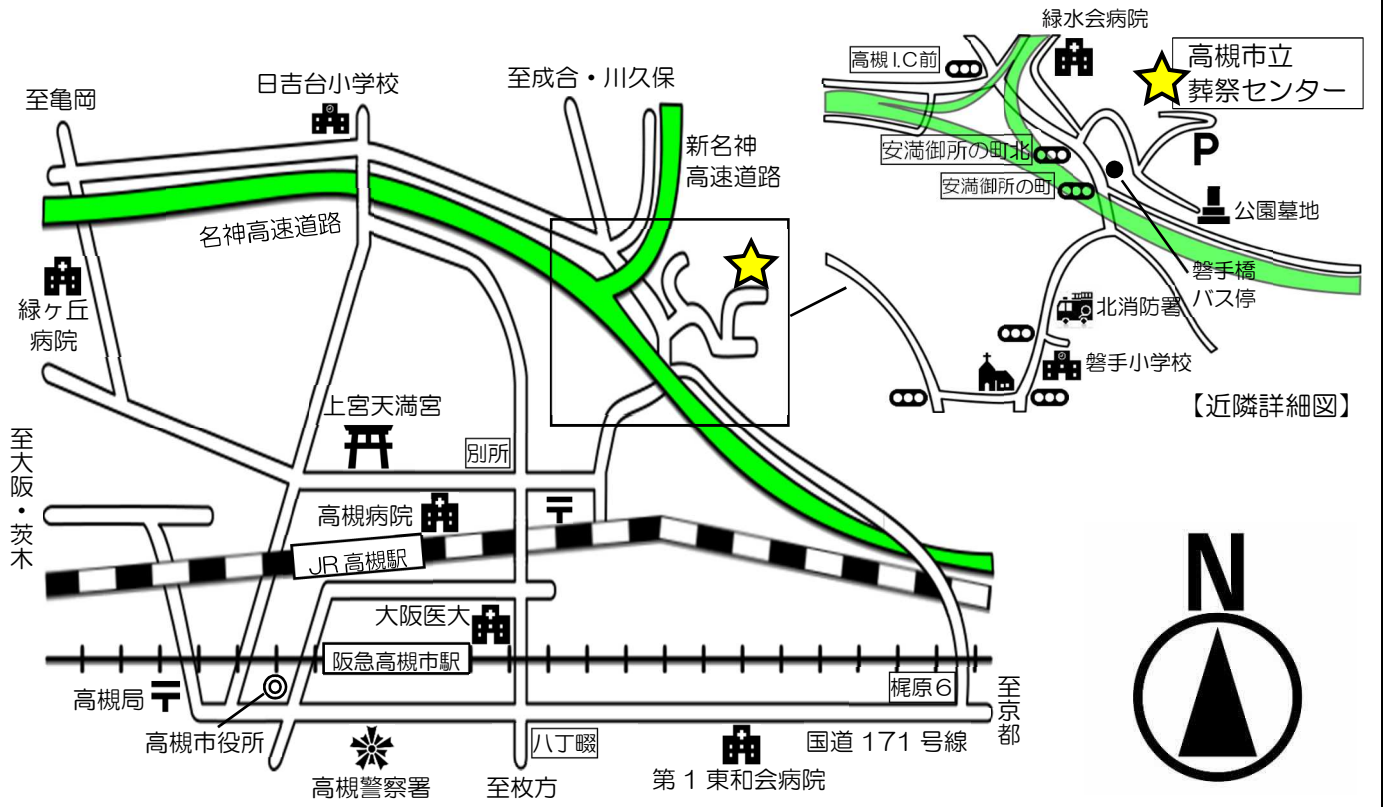 緑水会病院
高槻I.C前
高槻市立
葬祭センター
至亀岡
日吉台小学校
至成合・川久保
新名神
高速道路
安満御所の町北
安満御所の町
P
公園墓地
名神高速道路
磐手橋
バス停
緑ヶ丘
病院
北消防署
磐手小学校
【近隣詳細図】
上宮天満宮
別所
至大阪・茨木
高槻病院
〒
JR高槻駅
N
大阪医大
阪急高槻市駅
高槻局
〒
梶原6
至京都
高槻市役所
八丁畷
国道171号線
高槻警察署
至枚方
第1東和会病院